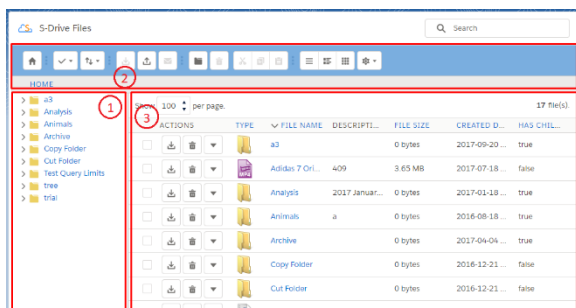 S-Drive Files
Search
2
HOME
1
a3
Analysis
Animals
Archive
Copy Folder
Cut Folder
Test Query Limits
tree
trial
3
Show 100 per page.
17 file(s).
ACTIONS TYPE FILE NAME DESCRIPTI... FILE SIZE CREATED D... HAS CHIL...
a3 0 bytes 2017-09-20 ... true
Adidas 7 Ori... 409 3.65 MB 2017-07-18 ... false
Analysis 2017 Januar... 0 bytes 2017-01-18 ... true
Animals a 0 bytes 2016-08-18 ... true
Archive 0 bytes 2017-04-04 ... true
Copy Folder 0 bytes 2016-12-21 ... false
Cut Folder 0 bytes 2016-12-21 ... false